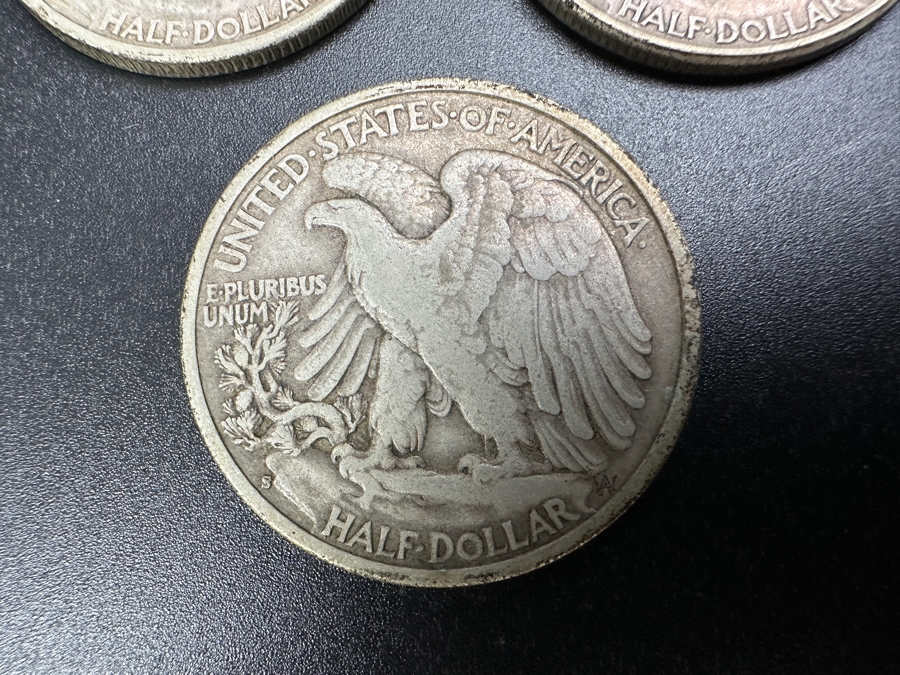 HALF·DOLLAR
HALF·DOLLAR
UNITED·STATES·OF·AMERICA·
E·PLURIBUS
UNUM
S
AW
HALF·DOLLAR